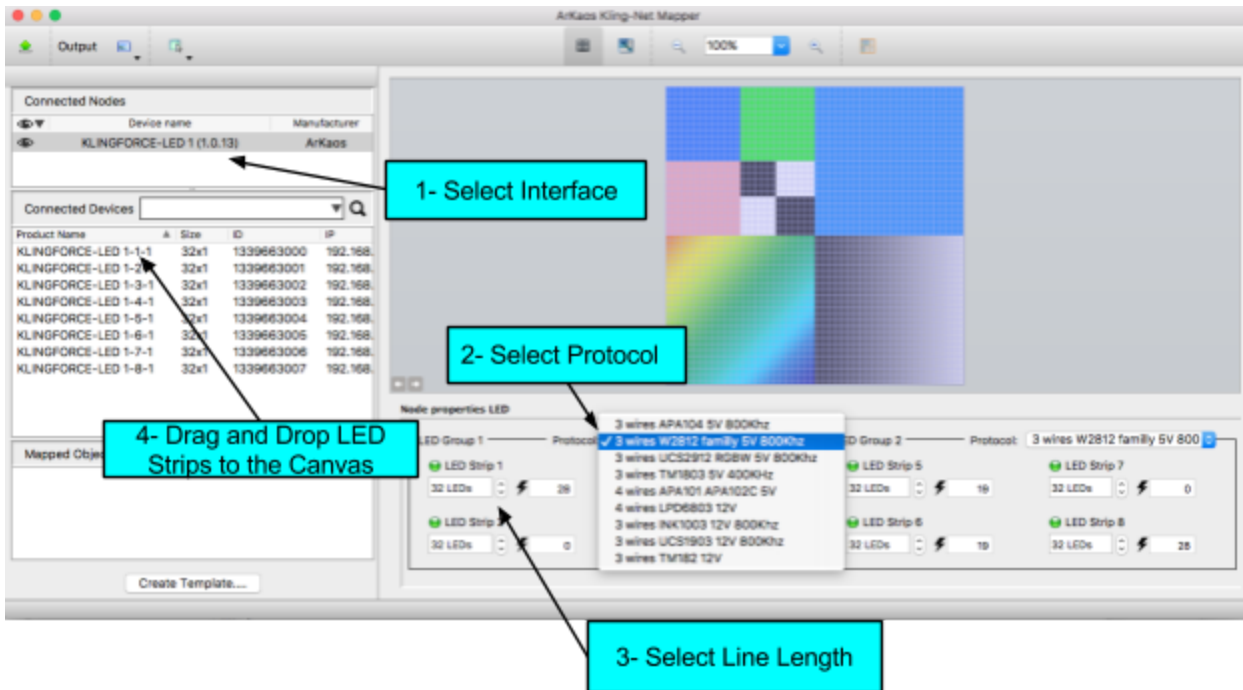 ArKaos Kling-Net Mapper
Output
100%
Connected Nodes
Device name Manufacturer
KLINGFORCE-LED 1 (1.0.13) ArKaos
1- Select Interface
Connected Devices
Product Name Size ID IP
KLINGFORCE-LED 1-1-1 32x1 1339663000 192.168.
KLINGFORCE-LED 1-2- 32x1 1339663001 192.168.
KLINGFORCE-LED 1-3-1 32x1 1339663002 192.168.
KLINGFORCE-LED 1-4-1 32x1 1339663003 192.168.
KLINGFORCE-LED 1-5-1 32x1 1339663004 192.168.
KLINGFORCE-LED 1-6-1 32x1 1339663005 192.168.
KLINGFORCE-LED 1-7-1 32x1 1339663006 192.168.
KLINGFORCE-LED 1-8-1 32x1 1339663007 192.168.
2- Select Protocol
4- Drag and Drop LED
Strips to the Canvas
Mapped Obje
Create Template....
Node properties LED
LED Group 1 Protocol:
3 wires APA104 5V 800Khz
3 wires W2812 familly 5V 800Khz
3 wires UCS2912 RGBW 5V 800Khz
3 wires TM1803 5V 400KHz
4 wires APA101 APA102C 5V
4 wires LPD6803 12V
3 wires INK1003 12V 800Khz
3 wires UCS1903 12V 800Khz
3 wires TM182 12V
LED Strip 1
32 LEDs 28
LED Strip
32 LEDs 0
ED Group 2 Protocol: 3 wires W2812 familly 5V 800
LED Strip 5 LED Strip 7
32 LEDs 19 32 LEDs 0
LED Strip 6 LED Strip 8
32 LEDs 19 32 LEDs 28
3- Select Line Length